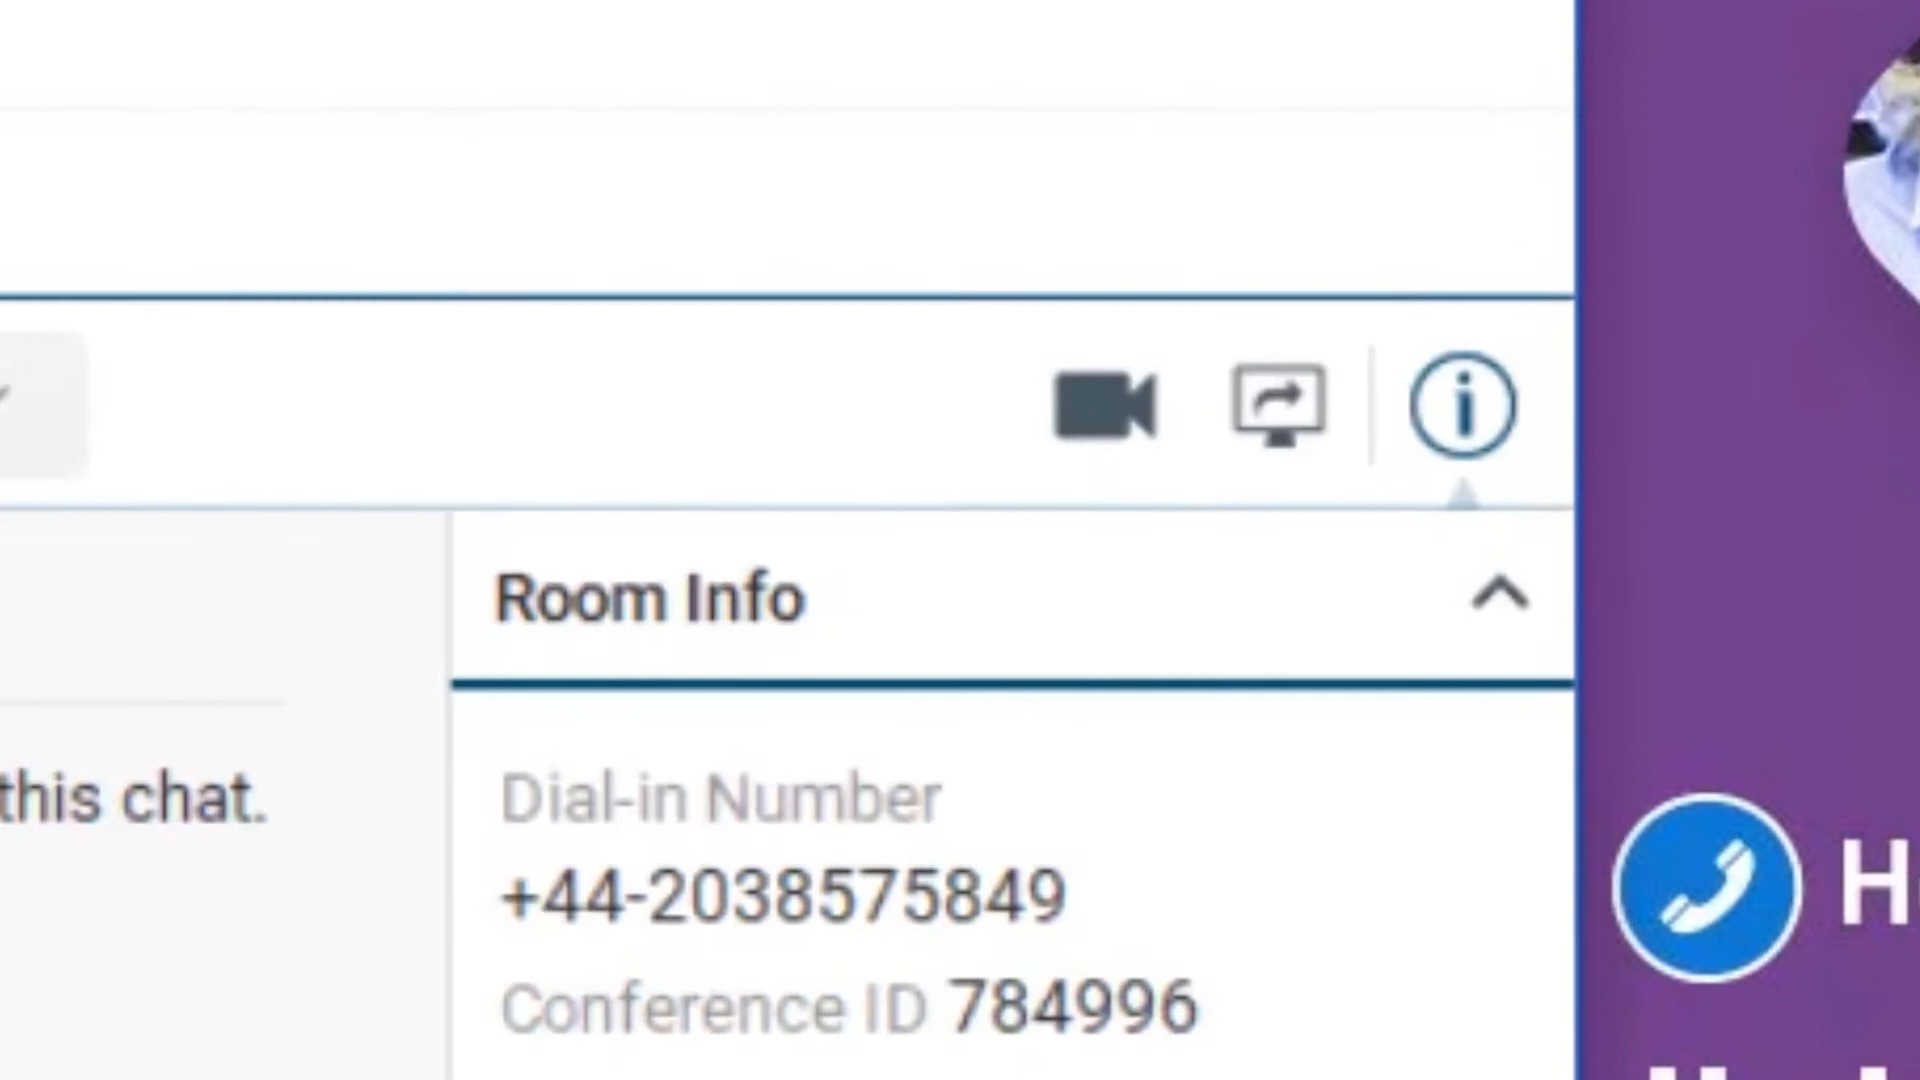 Room Info
this chat.
Dial-in Number
+44-2038575849
Conference ID 784996
H